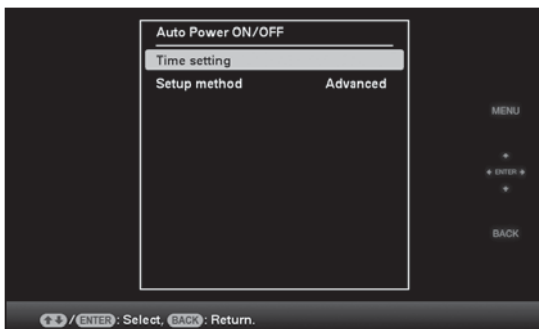 Auto Power ON/OFF
Time setting
Setup method Advanced
MENU
ENTER
BACK
/ENTER: Select, BACK: Return.